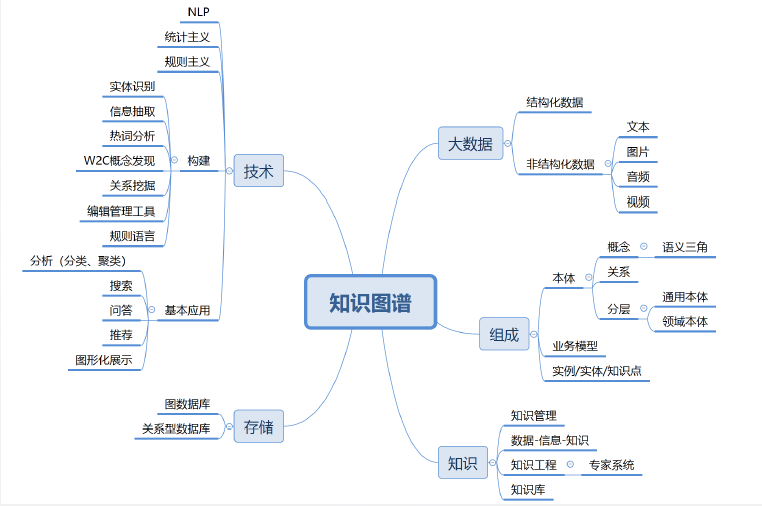 知识图谱
技术
NLP
统计主义
规则主义
构建
实体识别
信息抽取
热词分析
W2C概念发现
关系挖掘
编辑管理工具
规则语言
基本应用
分析（分类、聚类）
搜索
问答
推荐
图形化展示
存储
图数据库
关系型数据库
大数据
结构化数据
非结构化数据
文本
图片
音频
视频
组成
本体
概念
语义三角
关系
分层
通用本体
领域本体
业务模型
实例/实体/知识点
知识
知识管理
数据-信息-知识
知识工程
专家系统
知识库